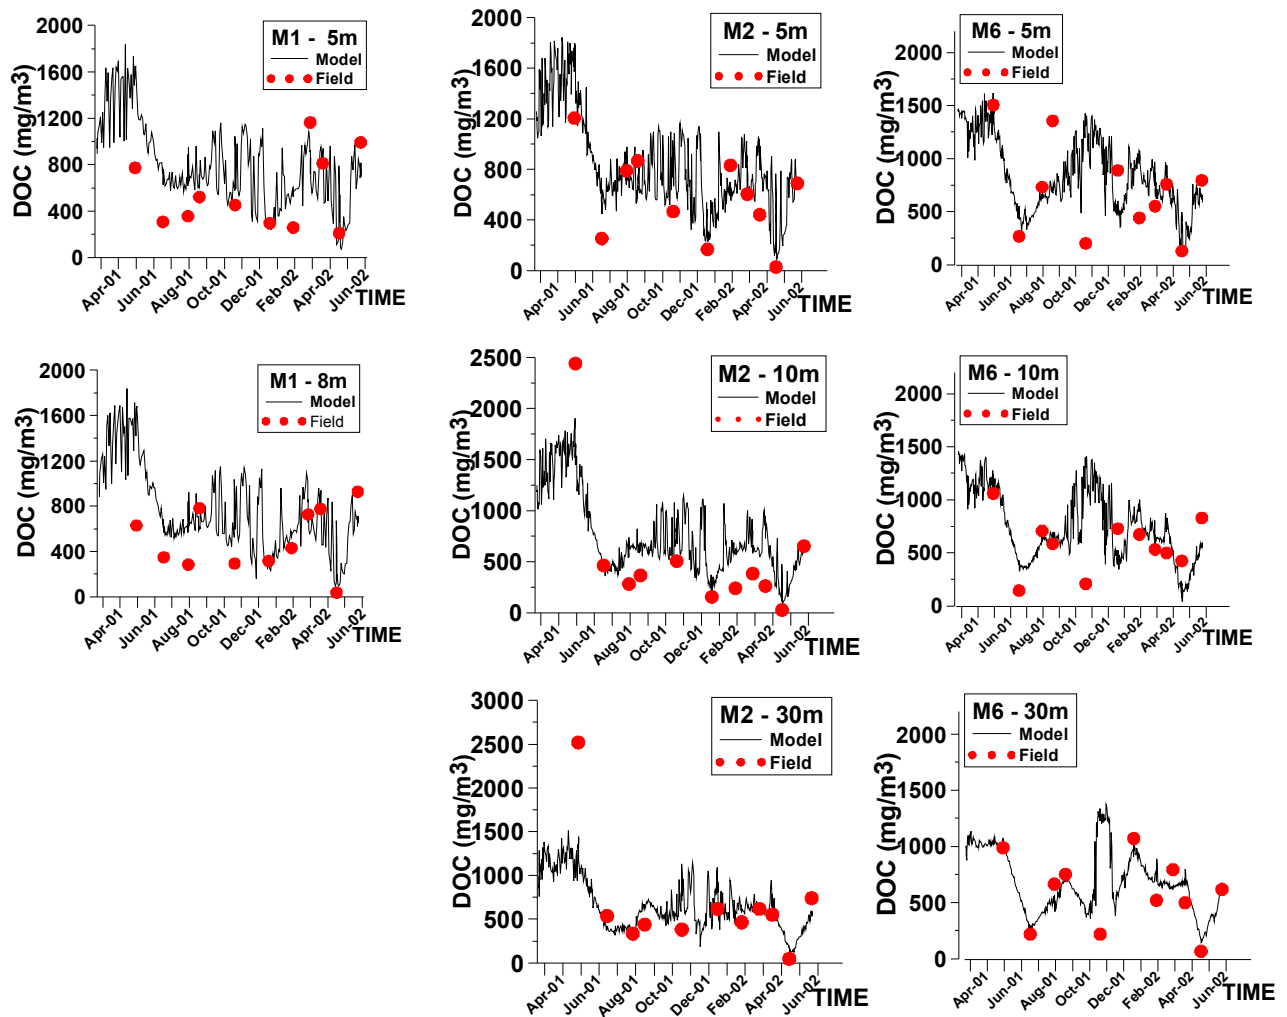 M1 - 5m
Model
Field
DOC (mg/m3)
2000
1600
1200
800
400
0
Apr-01
Jun-01
Aug-01
Oct-01
Dec-01
Feb-02
Apr-02
Jun-02
TIME
M2 - 5m
Model
Field
DOC (mg/m3)
2000
1600
1200
800
400
0
Apr-01
Jun-01
Aug-01
Oct-01
Dec-01
Feb-02
Apr-02
Jun-02
TIME
M6 - 5m
Model
Field
DOC (mg/m3)
2000
1500
1000
500
0
Apr-01
Jun-01
Aug-01
Oct-01
Dec-01
Feb-02
Apr-02
Jun-02
TIME
M1 - 8m
Model
Field
DOC (mg/m3)
2000
1600
1200
800
400
0
Apr-01
Jun-01
Aug-01
Oct-01
Dec-01
Feb-02
Apr-02
Jun-02
TIME
M2 - 10m
Model
Field
DOC (mg/m3)
2500
2000
1500
1000
500
0
Apr-01
Jun-01
Aug-01
Oct-01
Dec-01
Feb-02
Apr-02
Jun-02
TIME
M6 - 10m
Model
Field
DOC (mg/m3)
2000
1500
1000
500
0
Apr-01
Jun-01
Aug-01
Oct-01
Dec-01
Feb-02
Apr-02
Jun-02
TIME
M2 - 30m
Model
Field
DOC (mg/m3)
3000
2500
2000
1500
1000
500
0
Apr-01
Jun-01
Aug-01
Oct-01
Dec-01
Feb-02
Apr-02
Jun-02
TIME
M6 - 30m
Model
Field
DOC (mg/m3)
2000
1500
1000
500
0
Apr-01
Jun-01
Aug-01
Oct-01
Dec-01
Feb-02
Apr-02
Jun-02
TIME